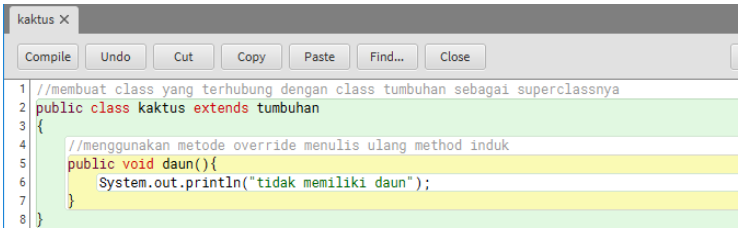 kaktus X
Compile Undo Cut Copy Paste Find... Close
1 //membuat class yang terhubung dengan class tumbuhan sebagai superclassnya
2 public class kaktus extends tumbuhan
3 {
4 //menggunakan metode override menulis ulang method induk
5 public void daun(){
6 System.out.println("tidak memiliki daun");
7 }
8 }